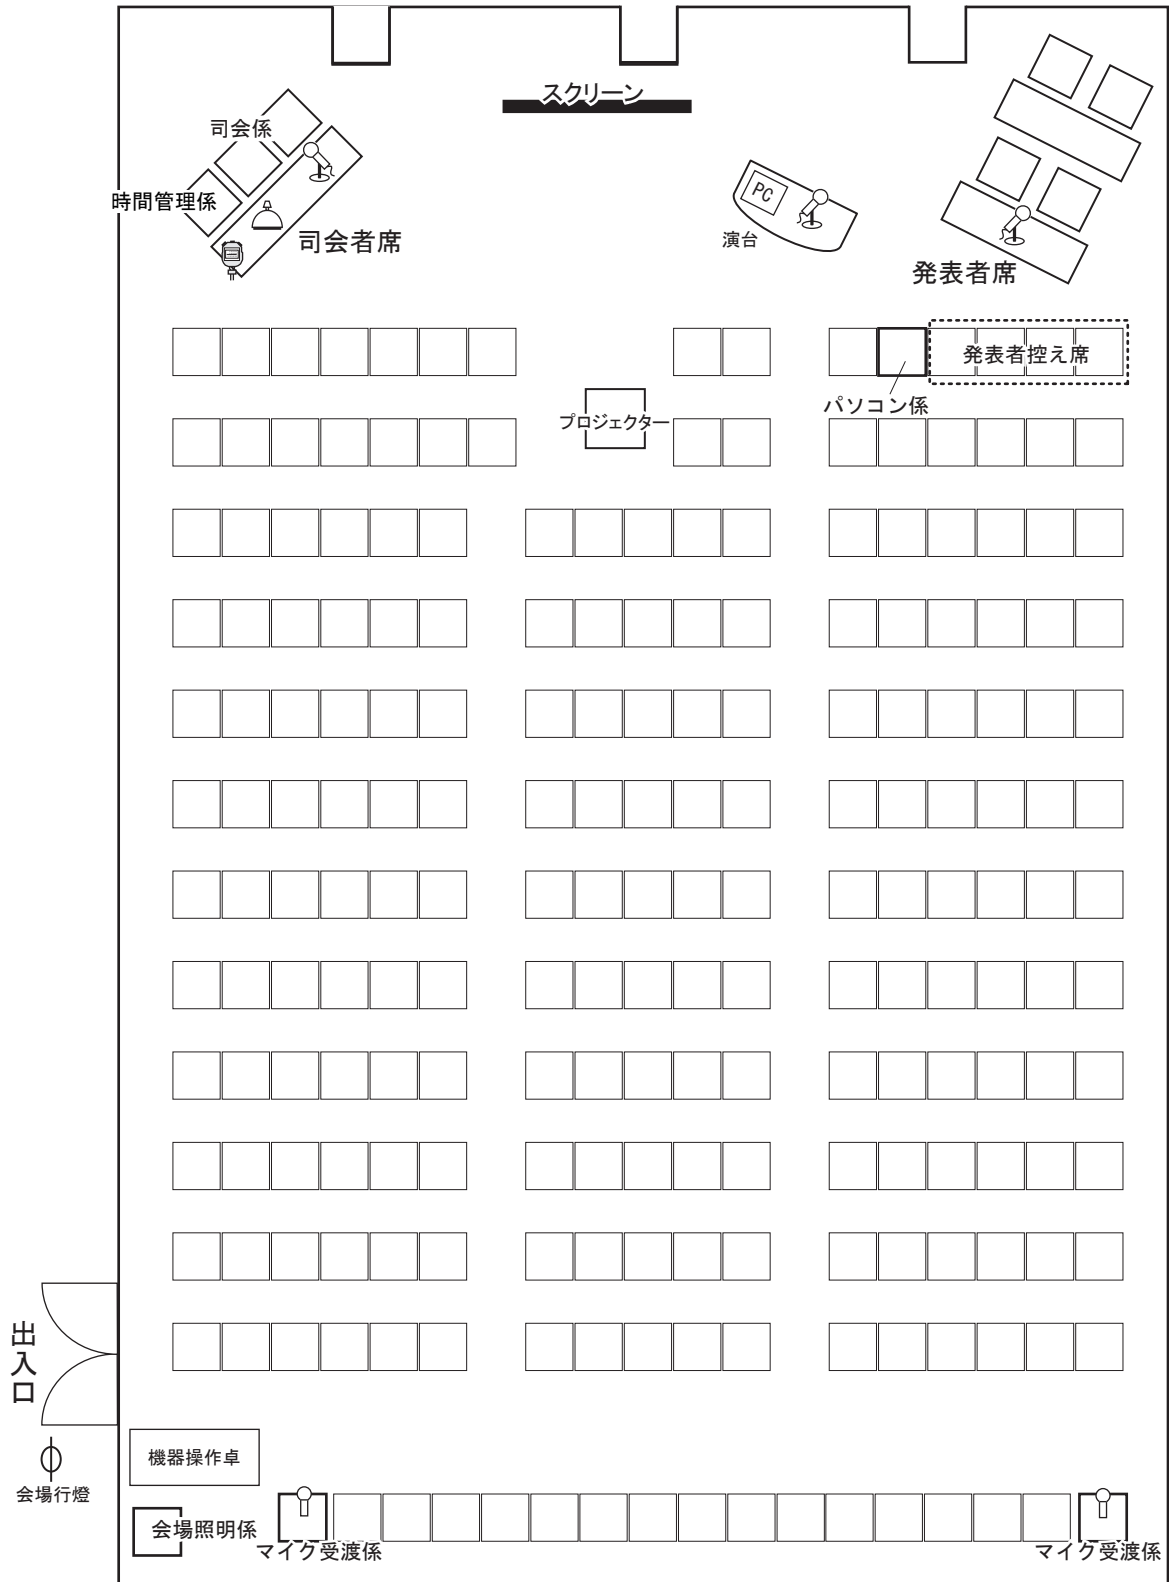 スクリーン
司会係
時間管理係
司会者席
PC
演台
発表者席
発表者控え席
パソコン係
プロジェクター
出入口
機器操作卓
会場行燈
会場照明係
マイク受渡係
マイク受渡係